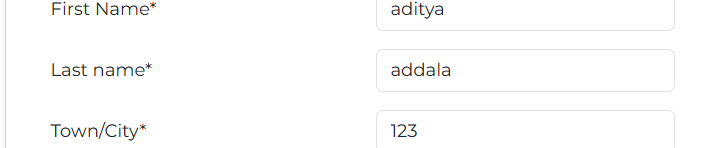 First Name* aditya
Last name* addala
Town/City* 123